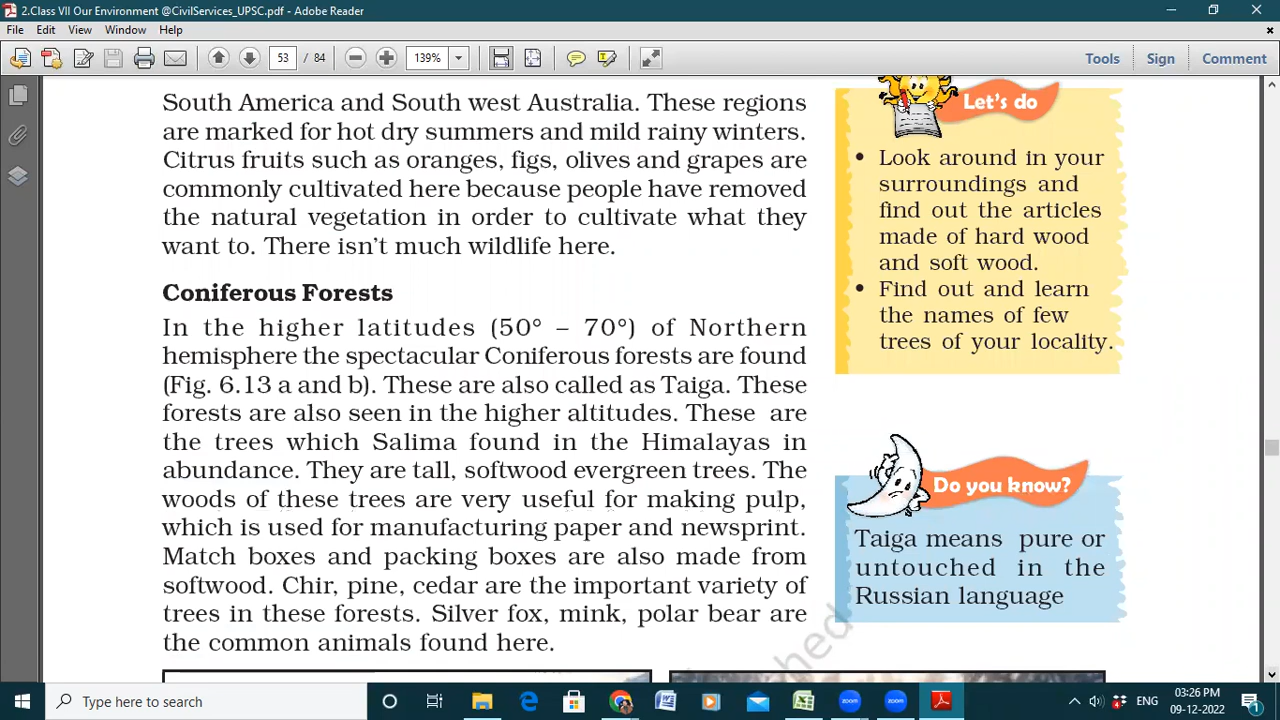 2.Class VII Our Environment @CivilServices_UPSC.pdf - Adobe Reader
File Edit View Window Help
53 / 84 139% Tools Sign Comment
South America and South west Australia. These regions
are marked for hot dry summers and mild rainy winters.
Citrus fruits such as oranges, figs, olives and grapes are
commonly cultivated here because people have removed
the natural vegetation in order to cultivate what they
want to. There isn't much wildlife here.
Coniferous Forests
In the higher latitudes (50° – 70°) of Northern
hemisphere the spectacular Coniferous forests are found
(Fig. 6.13 a and b). These are also called as Taiga. These
forests are also seen in the higher altitudes. These are
the trees which Salima found in the Himalayas in
abundance. They are tall, softwood evergreen trees. The
woods of these trees are very useful for making pulp,
which is used for manufacturing paper and newsprint.
Match boxes and packing boxes are also made from
softwood. Chir, pine, cedar are the important variety of
trees in these forests. Silver fox, mink, polar bear are
the common animals found here.
Let's do
• Look around in your
surroundings and
find out the articles
made of hard wood
and soft wood.
• Find out and learn
the names of few
trees of your locality.
Do you know?
Taiga means pure or
untouched in the
Russian language
hed
Type here to search
zoom zoom
ENG
03:26 PM
09-12-2022
1